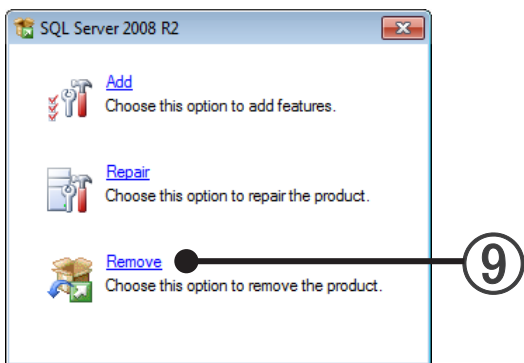 SQL Server 2008 R2
Add
Choose this option to add features.
Repair
Choose this option to repair the product.
Remove
Choose this option to remove the product.
9